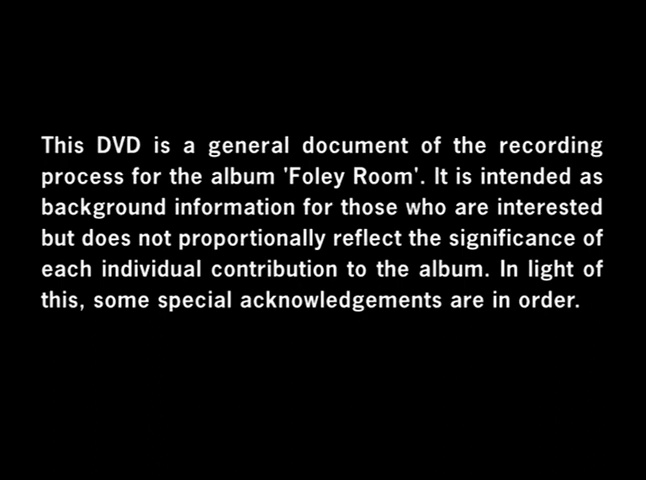 This DVD is a general document of the recording
process for the album 'Foley Room'. It is intended as
background information for those who are interested
but does not proportionally reflect the significance of
each individual contribution to the album. In light of
this, some special acknowledgements are in order.